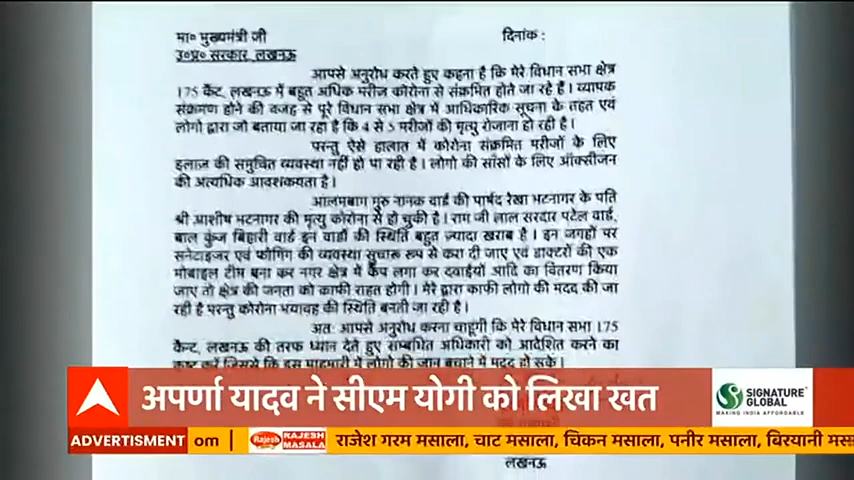 मा० मुख्यमंत्री जी
दिनांक :
उ०प्र० सरकार, लखनऊ
आपसे अनुरोध करते हुए कहना है कि मेरे विधान सभा क्षेत्र
175 कैंट, लखनऊ में बहुत अधिक मरीज कोरोना से संक्रमित होते जा रहे हैं। व्यापक
संक्रमण होने की वजह से पूरे विधान सभा क्षेत्र में आधिकारिक सूचना के तहत एवं
लोगो द्वारा जो बताया जा रहा है कि 4 से 5 मरीजों की मृत्यु रोजाना हो रही है।
परन्तु ऐसे हालात में कोरोना संक्रमित मरीजों के लिए
इलाज की समुचित व्यवस्था नहीं हो पा रही है। लोगो की साँसों के लिए ऑक्सीजन
की अत्यधिक आवशकयता है।
आलमबाग गुरु नानक वार्ड की पार्षद रेखा भटनागर के पति
श्री आशीष भटनागर की मृत्यु कोरोना से हो चुकी है। राम जी लाल सरदार पटेल वार्ड,
बाल कुंज बिहारी वार्ड इन वार्डों की स्थिति बहुत ज़्यादा खराब है। इन जगहों पर
सनेटाइजर एवं फोगिंग की व्यवस्था सुचारू रूप से करा दी जाए एवं डाक्टरों की एक
मोबाइल टीम बना कर नगर क्षेत्र में कैंप लगा कर दवाईयों आदि का वितरण किया
जाए तो क्षेत्र की जनता को काफी राहत होगी। मेरे द्वारा काफी लोगो की मदद की जा
रही है परन्तु कोरोना भयावह की स्थिति बनती जा रही है।
अतः आपसे अनुरोध करना चाहूंगी कि मेरे विधान सभा 175
कैन्ट, लखनऊ की तरफ ध्यान देते हुए सम्बधित अधिकारी को आदेशित करने का
कष्ट करें जिससे कि इस माहमारी में लोगो की जान बचाने में मदद हो सके।
अपर्णा यादव ने सीएम योगी को लिखा खत
SIGNATURE GLOBAL
MAKING INDIA AFFORDABLE
ADVERTISMENT om Rajesh RAJESH MASALA राजेश गरम मसाला, चाट मसाला, चिकन मसाला, पनीर मसाला, बिरयानी मस
लखनऊ